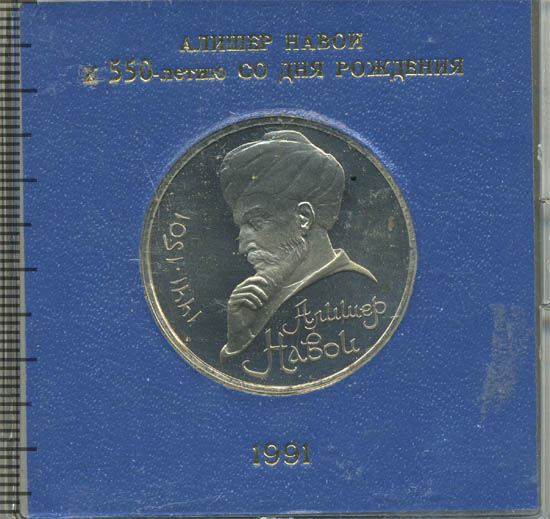 АЛИШЕР НАВОИ
К 550-летию СО ДНЯ РОЖДЕНИЯ
1441-1501
Алишер
Навои
1991